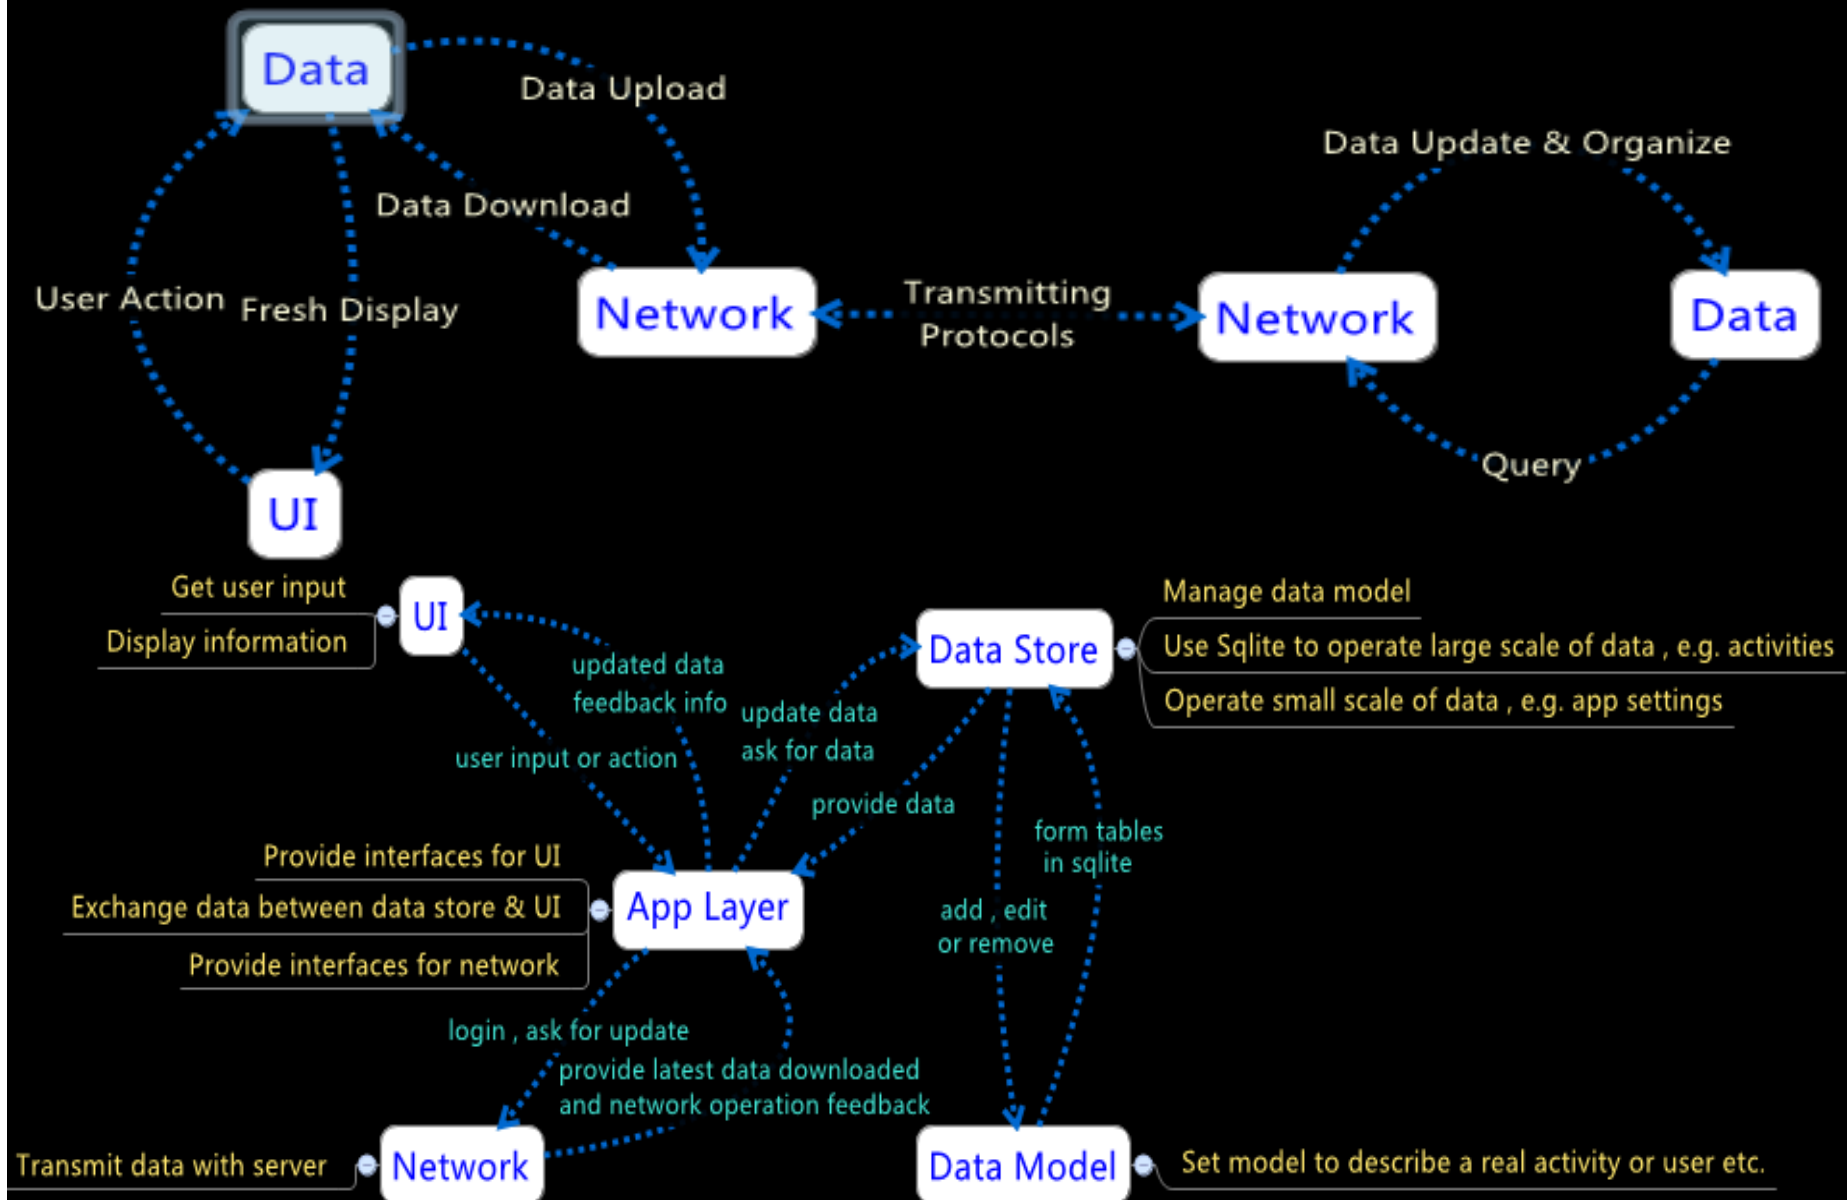 Data
Data Upload
Data Update & Organize
Data Download
User Action
Fresh Display
Network
Transmitting
Protocols
Network
Data
Query
UI
Get user input
Display information
UI
updated data
feedback info
user input or action
update data
ask for data
Data Store
Manage data model
Use Sqlite to operate large scale of data , e.g. activities
Operate small scale of data , e.g. app settings
provide data
form tables
in sqlite
add , edit
or remove
Provide interfaces for UI
Exchange data between data store & UI
Provide interfaces for network
App Layer
login , ask for update
provide latest data downloaded
and network operation feedback
Transmit data with server
Network
Data Model
Set model to describe a real activity or user etc.